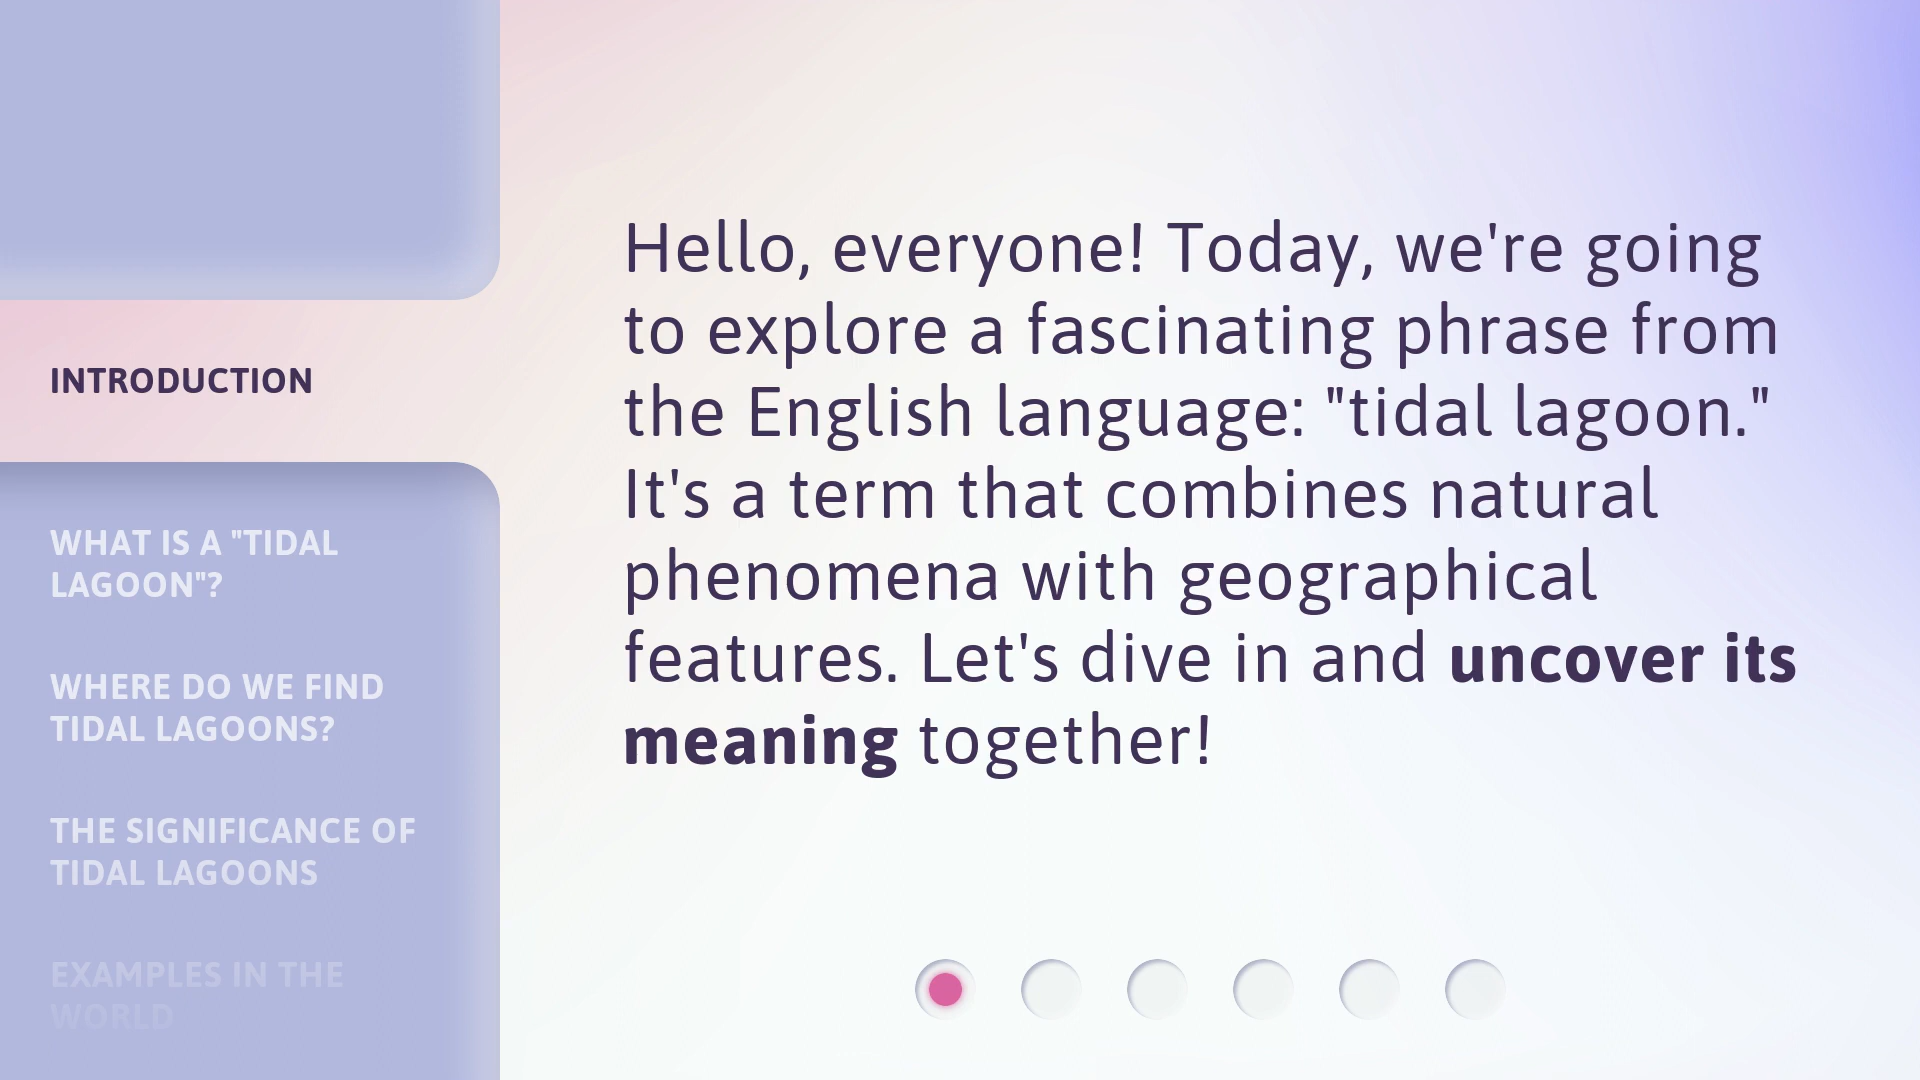 INTRODUCTION
WHAT IS A "TIDAL
LAGOON"?
WHERE DO WE FIND
TIDAL LAGOONS?
THE SIGNIFICANCE OF
TIDAL LAGOONS
EXAMPLES IN THE
WORLD
Hello, everyone! Today, we're going
to explore a fascinating phrase from
the English language: "tidal lagoon."
It's a term that combines natural
phenomena with geographical
features. Let's dive in and uncover its
meaning together!